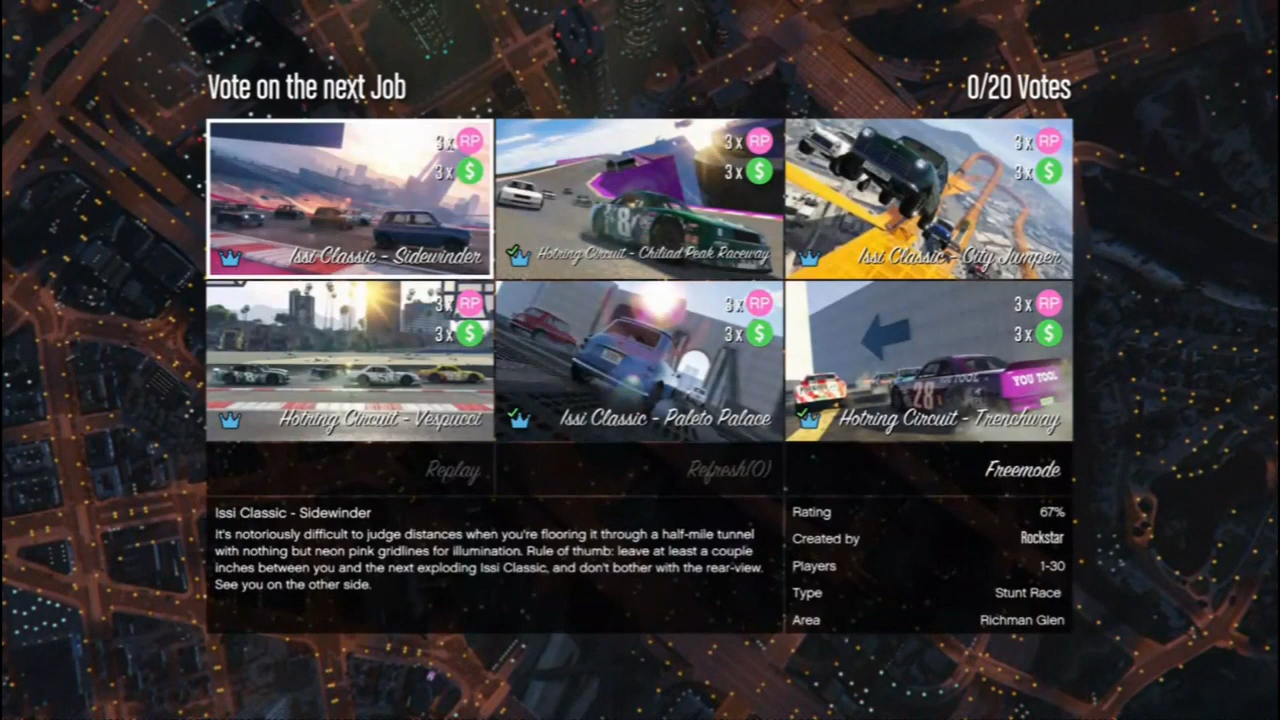 Vote on the next Job
0/20 Votes
3x RP
3x $
Issi Classic - Sidewinder
3x RP
3x $
8
Hotring Circuit - Chiliad Peak Raceway
3x RP
3x $
Issi Classic - City Jumper
3x RP
3x $
Hotring Circuit - Vespucci
3x RP
3x $
Issi Classic - Paleto Palace
3x RP
3x $
28
YOU TOOL
Hotring Circuit - Trenchway
Replay
Refresh(0)
Freemode
Issi Classic - Sidewinder
It's notoriously difficult to judge distances when you're flooring it through a half-mile tunnel
with nothing but neon pink gridlines for illumination. Rule of thumb: leave at least a couple
inches between you and the next exploding Issi Classic, and don't bother with the rear-view.
See you on the other side.
Rating 67%
Created by Rockstar
Players 1-30
Type Stunt Race
Area Richman Glen